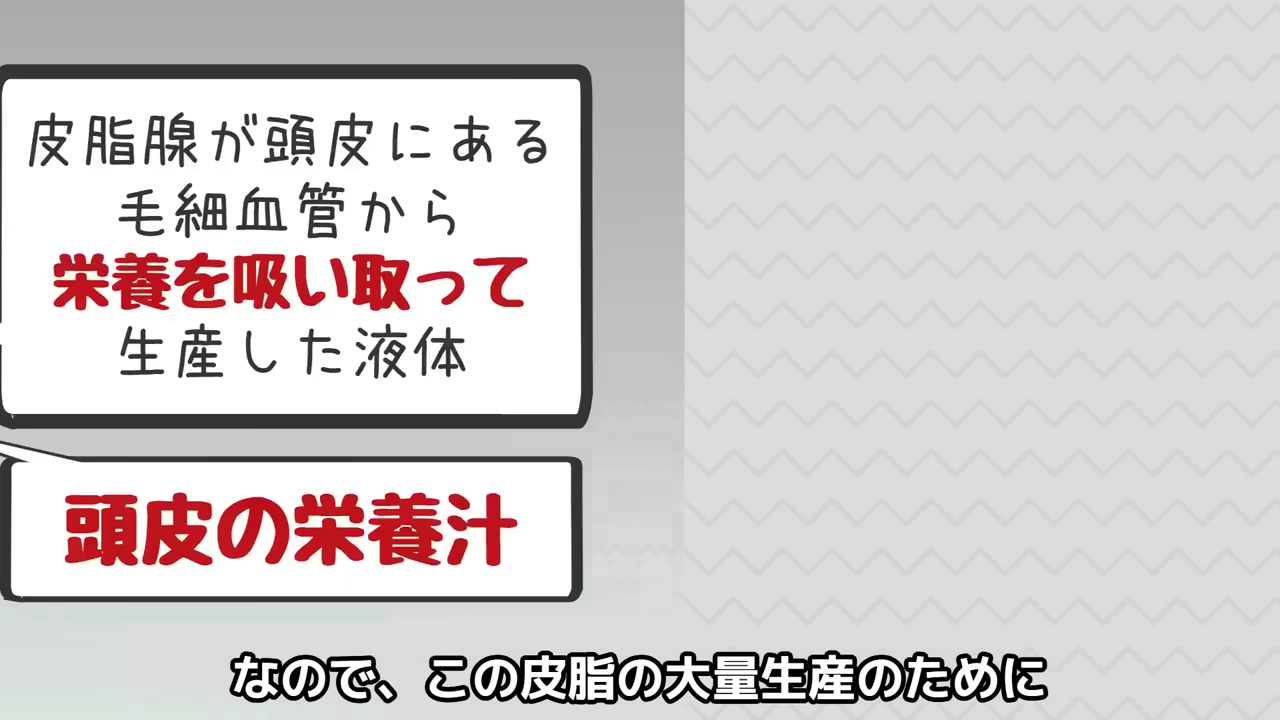 皮脂腺が頭皮にある
毛細血管から
栄養を吸い取って
生産した液体
頭皮の栄養汁
なので、この皮脂の大量生産のために